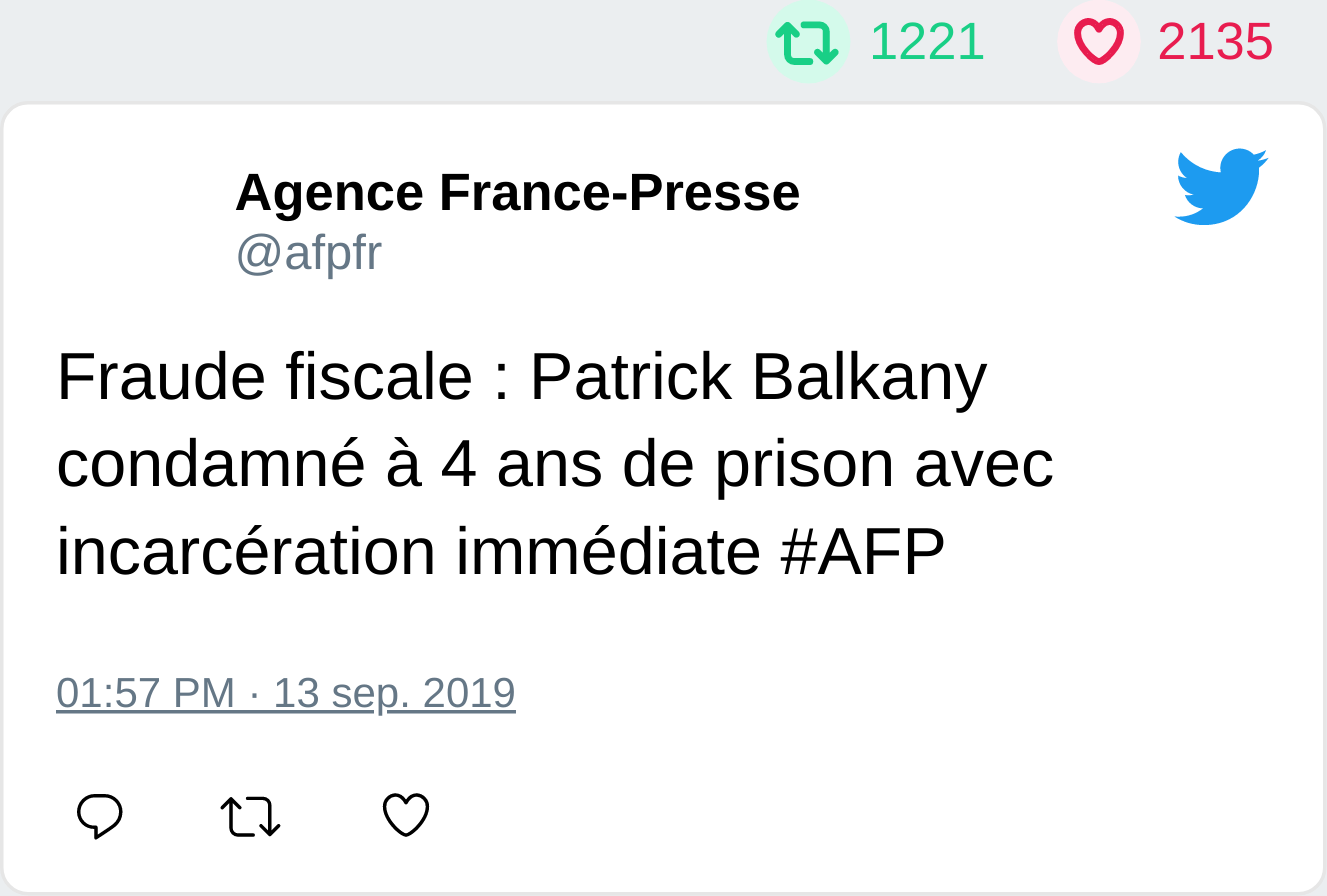 1221 2135
Agence France-Presse
@afpfr
Fraude fiscale : Patrick Balkany
condamné à 4 ans de prison avec
incarcération immédiate #AFP
01:57 PM · 13 sep. 2019